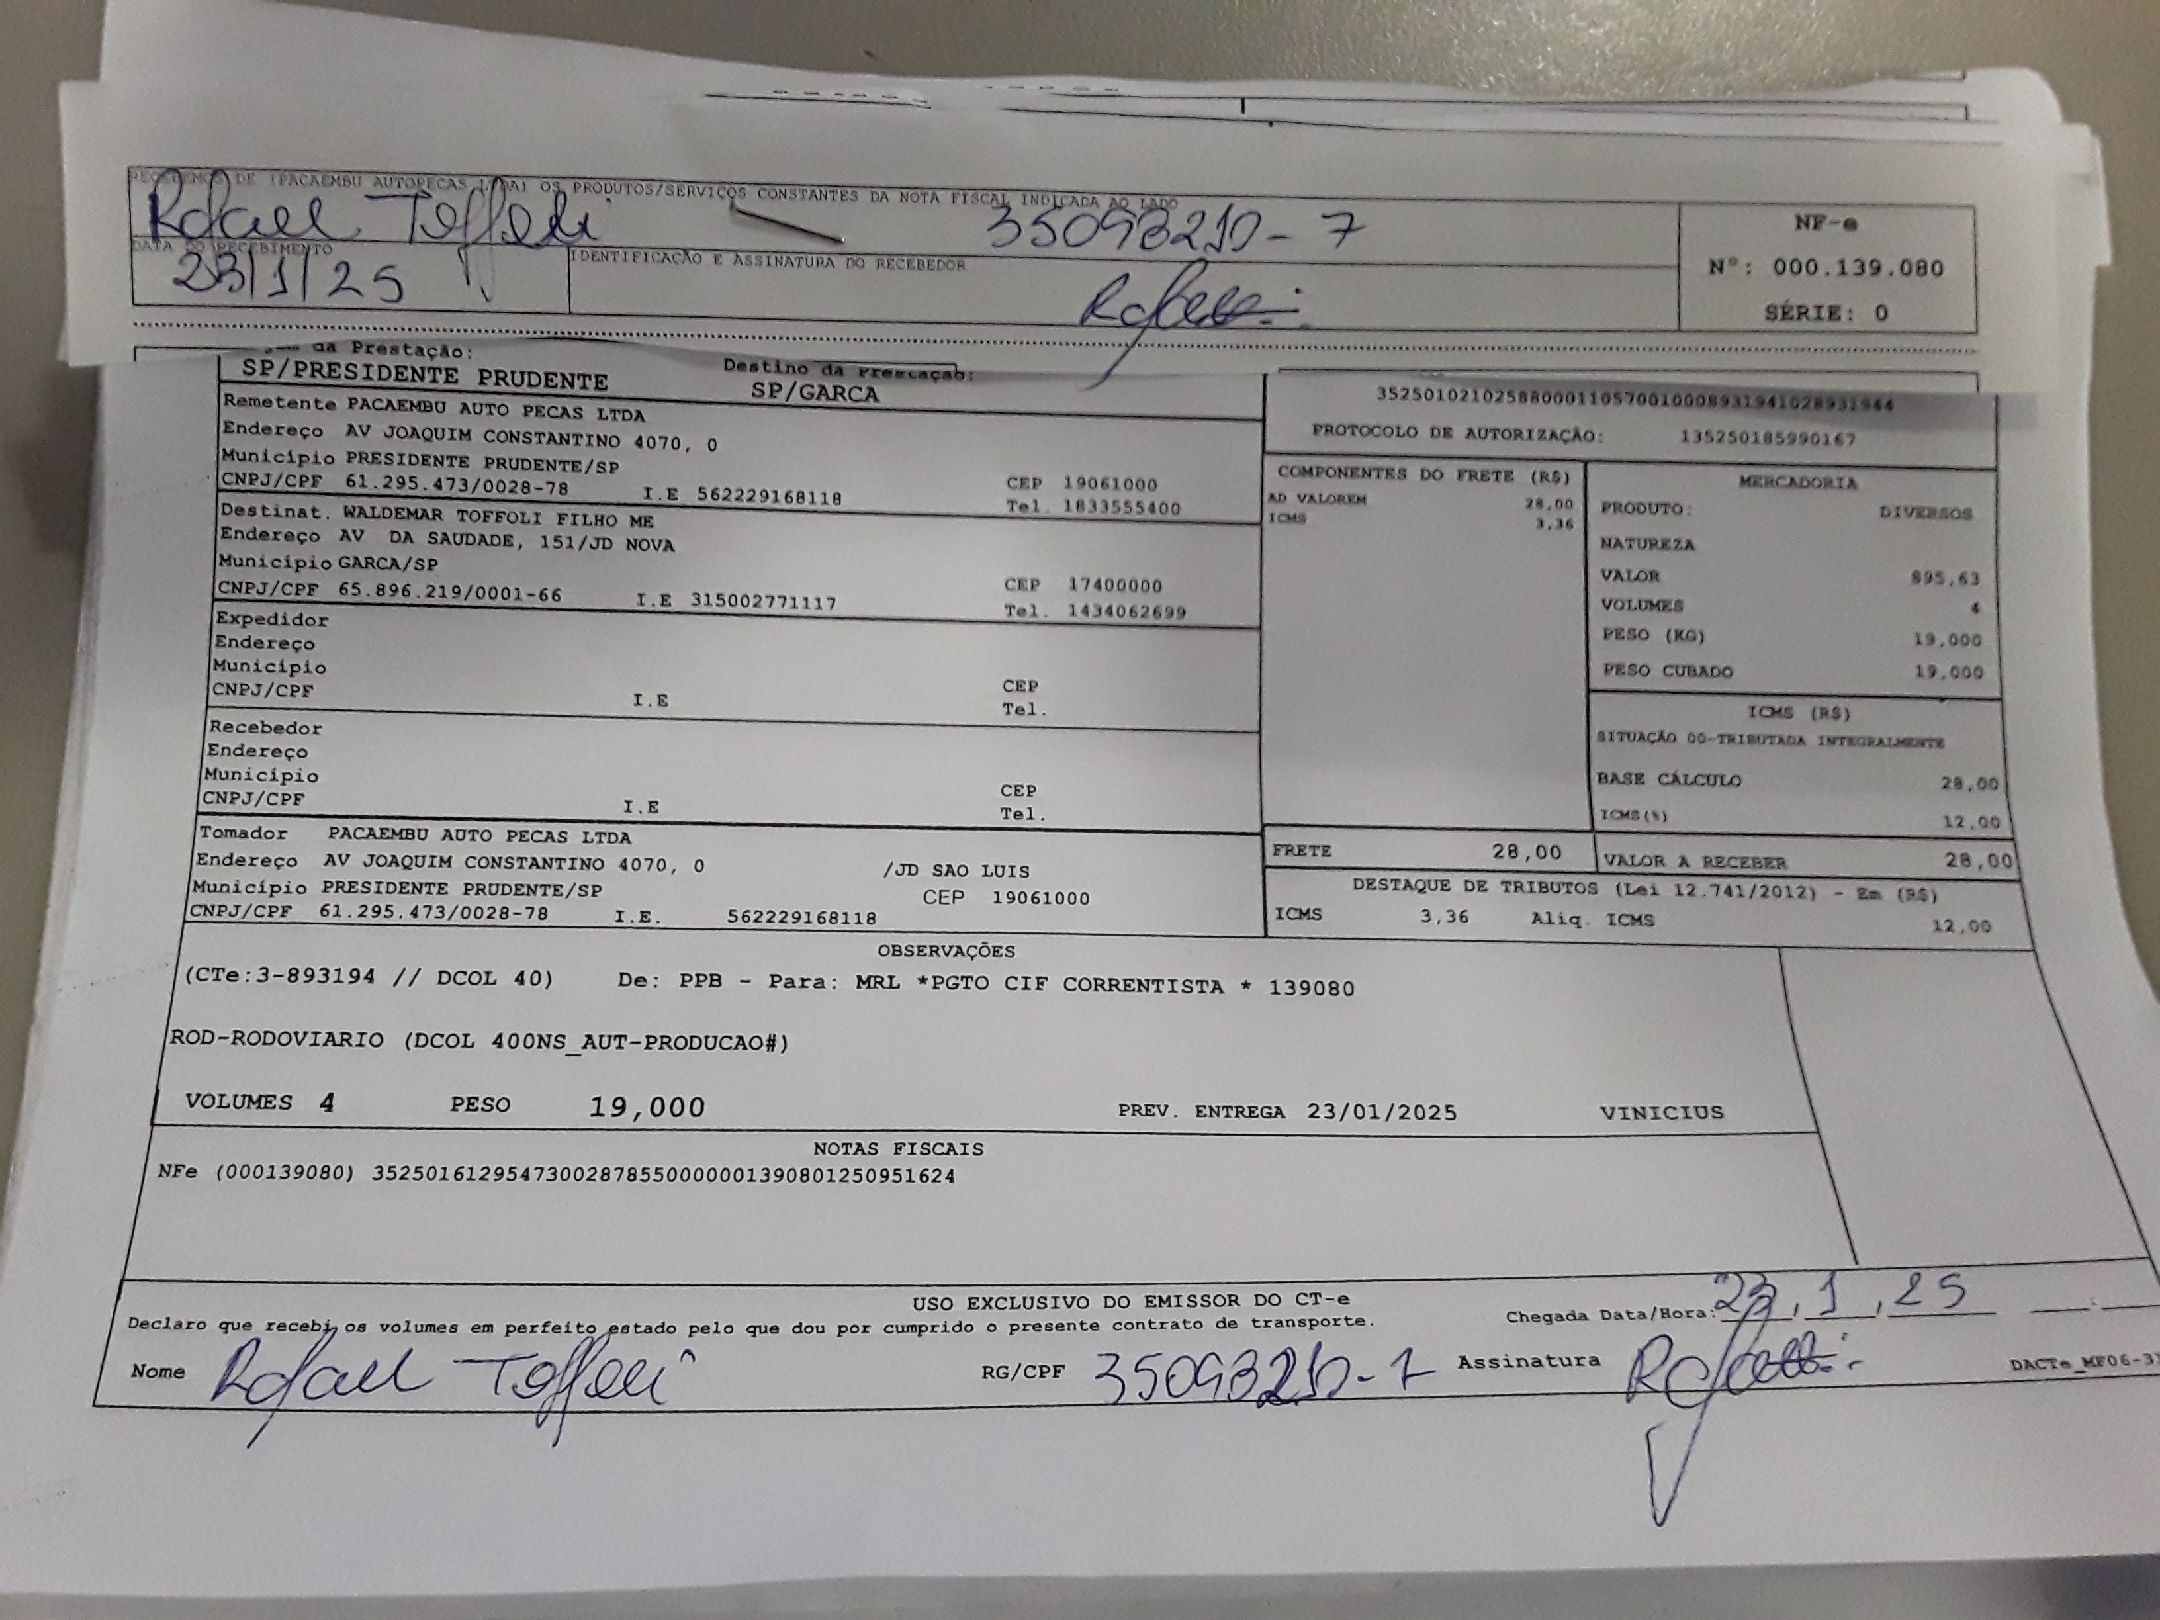 RECEBEMOS DE (PACAEMBU AUTOPECAS LTDA) OS PRODUTOS/SERVIÇOS CONSTANTES DA NOTA FISCAL INDICADA AO LADO
Rafael Toffoli 35093210-7
DATA DO RECEBIMENTO
23/1/25
IDENTIFICAÇÃO E ASSINATURA DO RECEBEDOR
NF-e
Nº: 000.139.080
SÉRIE: 0
da Prestação:
SP/PRESIDENTE PRUDENTE
Destino da Prestação:
SP/GARCA
Remetente PACAEMBU AUTO PECAS LTDA
Endereço AV JOAQUIM CONSTANTINO 4070, 0
Município PRESIDENTE PRUDENTE/SP CEP 19061000
CNPJ/CPF 61.295.473/0028-78 I.E 562229168118 Tel. 1833555400
Destinat. WALDEMAR TOFFOLI FILHO ME
Endereço AV DA SAUDADE, 151/JD NOVA
Município GARCA/SP CEP 17400000
CNPJ/CPF 65.896.219/0001-66 I.E 315002771117 Tel. 1434062699
Expedidor
Endereço
Município CEP
CNPJ/CPF I.E Tel.
Recebedor
Endereço
Município CEP
CNPJ/CPF I.E Tel.
Tomador PACAEMBU AUTO PECAS LTDA
Endereço AV JOAQUIM CONSTANTINO 4070, 0 /JD SAO LUIS
Município PRESIDENTE PRUDENTE/SP CEP 19061000
CNPJ/CPF 61.295.473/0028-78 I.E. 562229168118
35250102102588000110570010008931941028931944
PROTOCOLO DE AUTORIZAÇÃO: 135250185990167
COMPONENTES DO FRETE (R$)
AD VALOREM 28,00
ICMS 3,36
MERCADORIA
PRODUTO: DIVERSOS
NATUREZA
VALOR 895,63
VOLUMES 4
PESO (KG) 19,000
PESO CUBADO 19,000
ICMS (R$)
SITUAÇÃO 00-TRIBUTADA INTEGRALMENTE
BASE CÁLCULO 28,00
ICMS(%) 12,00
FRETE 28,00
VALOR A RECEBER 28,00
DESTAQUE DE TRIBUTOS (Lei 12.741/2012) - Em (R$)
ICMS 3,36 Aliq. ICMS 12,00
OBSERVAÇÕES
(CTe:3-893194 // DCOL 40) De: PPB - Para: MRL *PGTO CIF CORRENTISTA * 139080
ROD-RODOVIARIO (DCOL 400NS_AUT-PRODUCAO#)
VOLUMES 4 PESO 19,000 PREV. ENTREGA 23/01/2025 VINICIUS
NOTAS FISCAIS
NFe (000139080) 35250161295473002878550000001390801250951624
USO EXCLUSIVO DO EMISSOR DO CT-e
Declaro que recebi os volumes em perfeito estado pelo que dou por cumprido o presente contrato de transporte.
Chegada Data/Hora: 23, 1, 25
Nome Rafael Toffoli RG/CPF 35093210-7 Assinatura
DACTe_MF06-3